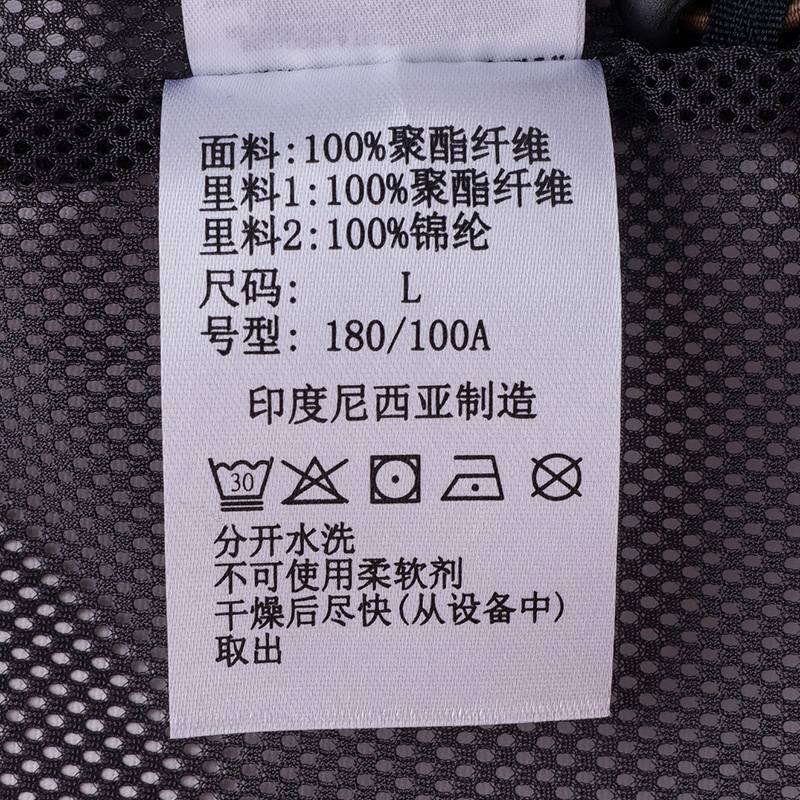 面料:100%聚酯纤维
里料1:100%聚酯纤维
里料2:100%锦纶
尺码: L
号型: 180/100A
印度尼西亚制造
30
分开水洗
不可使用柔软剂
干燥后尽快(从设备中)
取出